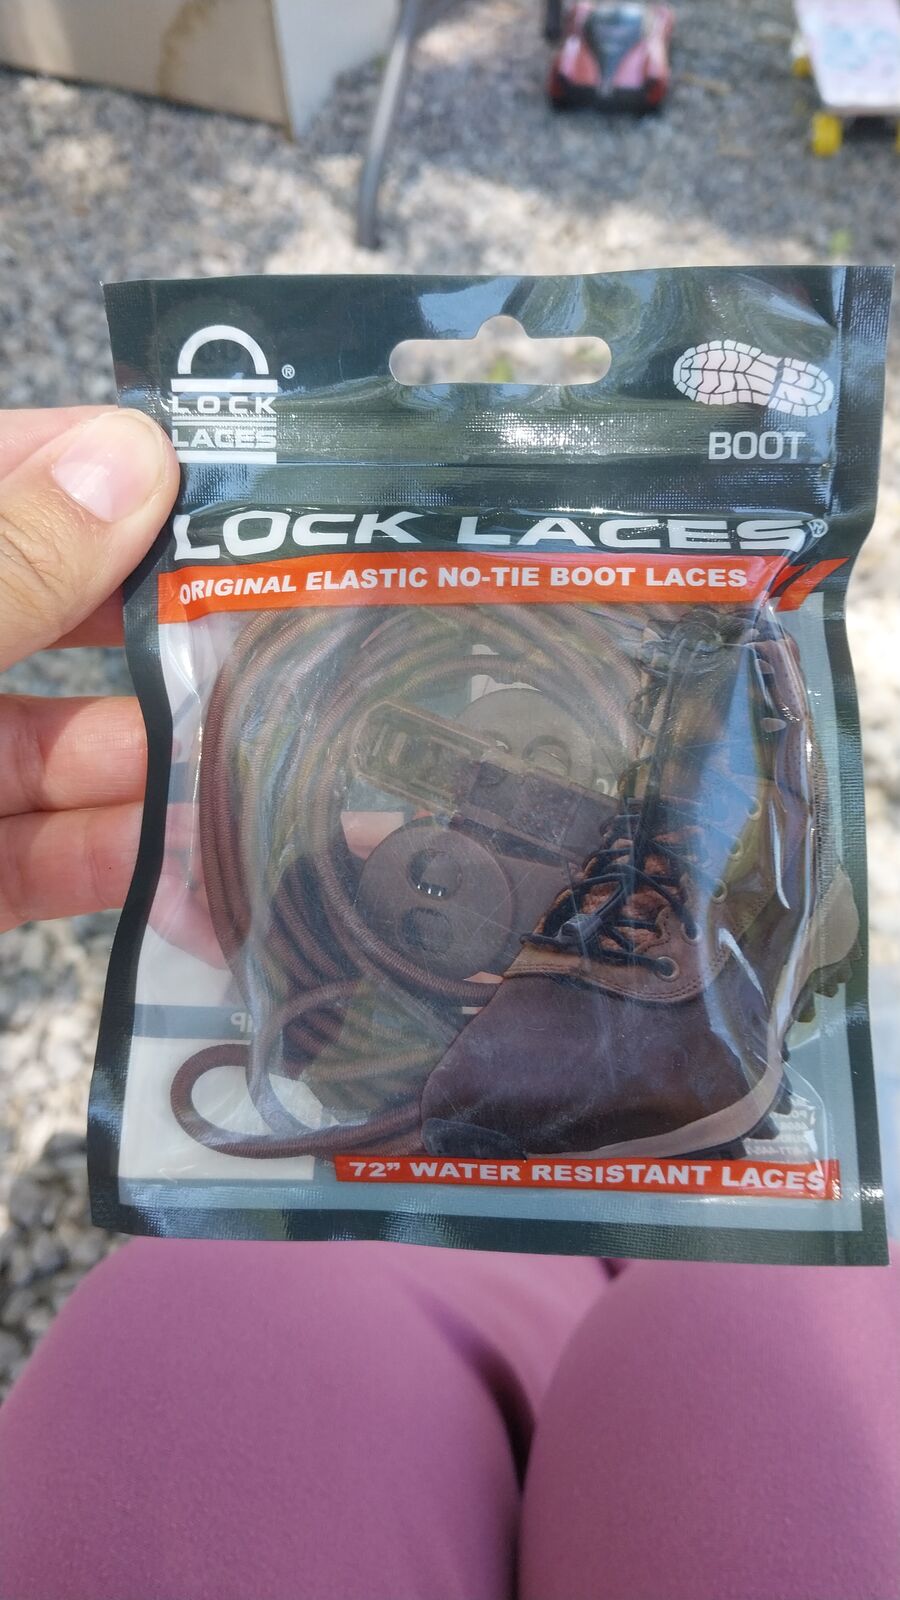 LOCK
LACES
®
BOOT
LOCK LACES®
ORIGINAL ELASTIC NO-TIE BOOT LACES
72” WATER RESISTANT LACES